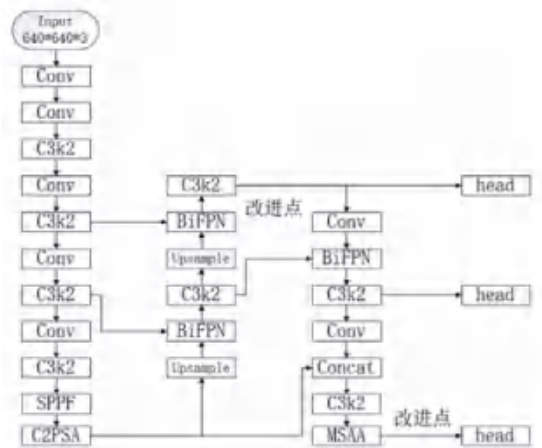 Input
640*640*3
Conv
Conv
C3k2
Conv
C3k2
Conv
C3k2
Conv
C3k2
SPPF
C2PSA
C3k2
BiFPN
Upsample
C3k2
BiFPN
Upsample
改进点
Conv
BiFPN
C3k2
Conv
Concat
C3k2
MSAA
改进点
head
head
head